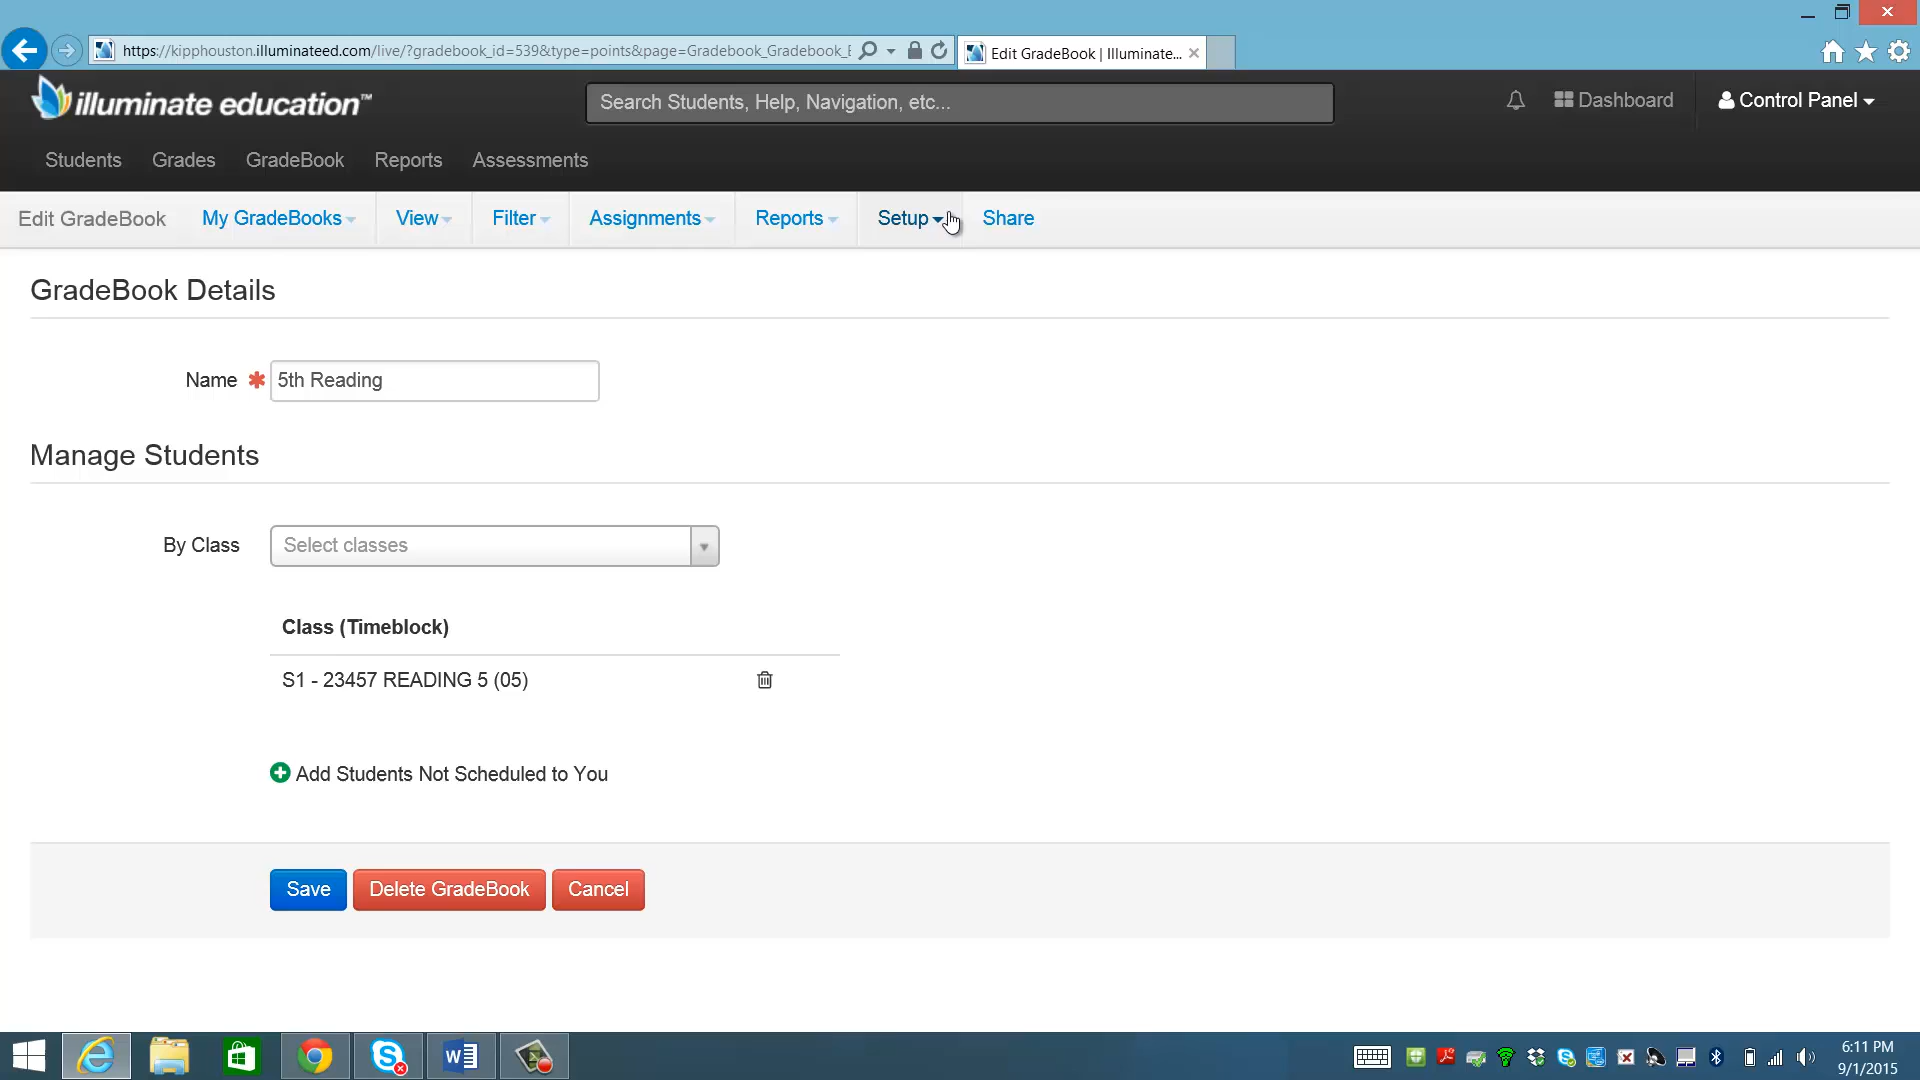 https://kipphouston.illuminateed.com/live/?gradebook_id=539&type=points&page=Gradebook_Gradebook_E
Edit GradeBook | Illuminate...
illuminate education™
Search Students, Help, Navigation, etc...
Dashboard
Control Panel
Students Grades GradeBook Reports Assessments
Edit GradeBook My GradeBooks View Filter Assignments Reports Setup Share
GradeBook Details
Name * 5th Reading
Manage Students
By Class Select classes
Class (Timeblock)
S1 - 23457 READING 5 (05)
Add Students Not Scheduled to You
Save Delete GradeBook Cancel
6:11 PM
9/1/2015